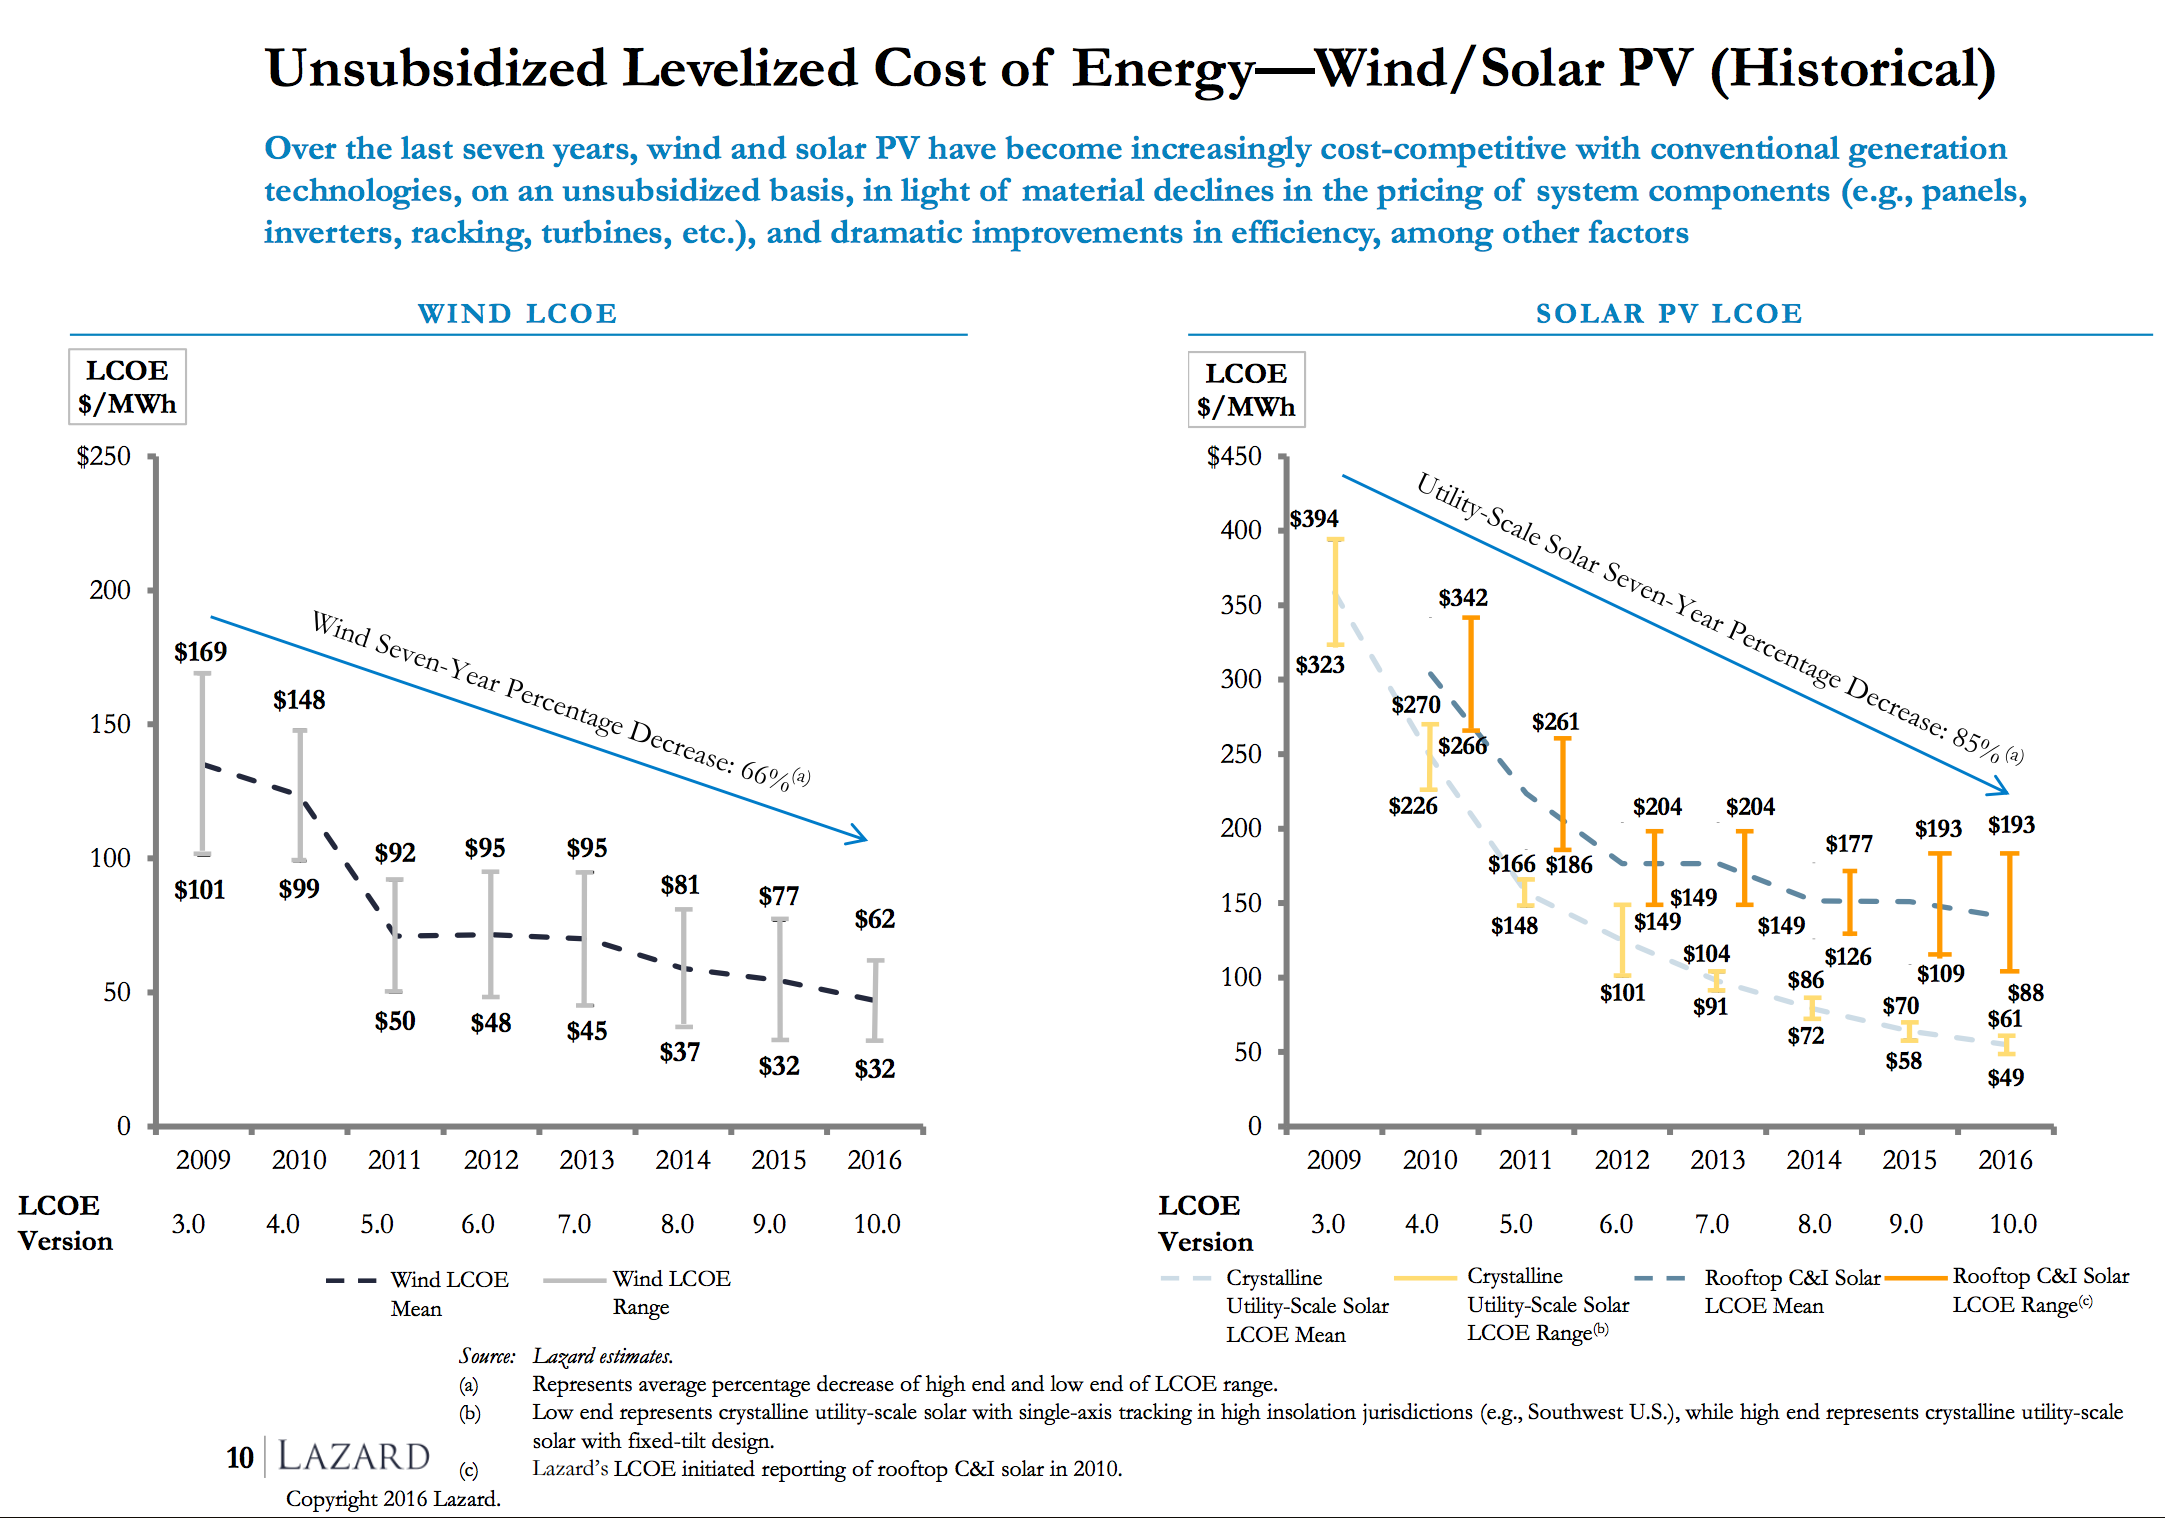 Unsubsidized Levelized Cost of Energy—Wind/Solar PV (Historical)
Over the last seven years, wind and solar PV have become increasingly cost-competitive with conventional generation
technologies, on an unsubsidized basis, in light of material declines in the pricing of system components (e.g., panels,
inverters, racking, turbines, etc.), and dramatic improvements in efficiency, among other factors
WIND LCOE
LCOE
$/MWh
$250
200
150
100
50
0
Wind Seven-Year Percentage Decrease: 66%(a)
$169
$101
$148
$99
$92
$50
$95
$48
$95
$45
$81
$37
$77
$32
$62
$32
2009 2010 2011 2012 2013 2014 2015 2016
LCOE
Version
3.0 4.0 5.0 6.0 7.0 8.0 9.0 10.0
Wind LCOE
Mean
Wind LCOE
Range
SOLAR PV LCOE
LCOE
$/MWh
$450
400
350
300
250
200
150
100
50
0
Utility-Scale Solar Seven-Year Percentage Decrease: 85% (a)
$394
$323
$270
$226
$342
$266
$166
$148
$261
$186
$101
$204
$149
$149
$104
$91
$204
$149
$86
$72
$177
$126
$70
$58
$193
$109
$193
$88
$61
$49
2009 2010 2011 2012 2013 2014 2015 2016
LCOE
Version
3.0 4.0 5.0 6.0 7.0 8.0 9.0 10.0
Crystalline
Utility-Scale Solar
LCOE Mean
Crystalline
Utility-Scale Solar
LCOE Range(b)
Rooftop C&I Solar
LCOE Mean
Rooftop C&I Solar
LCOE Range(c)
Source: Lazard estimates.
(a) Represents average percentage decrease of high end and low end of LCOE range.
(b) Low end represents crystalline utility-scale solar with single-axis tracking in high insolation jurisdictions (e.g., Southwest U.S.), while high end represents crystalline utility-scale
solar with fixed-tilt design.
(c) Lazard's LCOE initiated reporting of rooftop C&I solar in 2010.
10 LAZARD
Copyright 2016 Lazard.